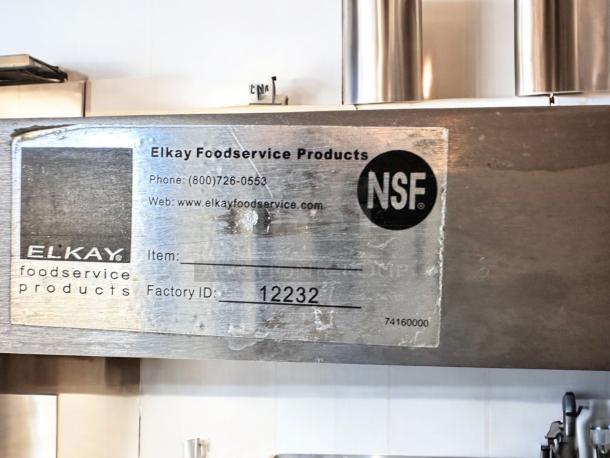 Elkay Foodservice Products
Phone: (800)726-0553
Web: www.elkayfoodservice.com
NSF®
ELKAY®
foodservice
products
Item:
Factory ID: 12232
74160000